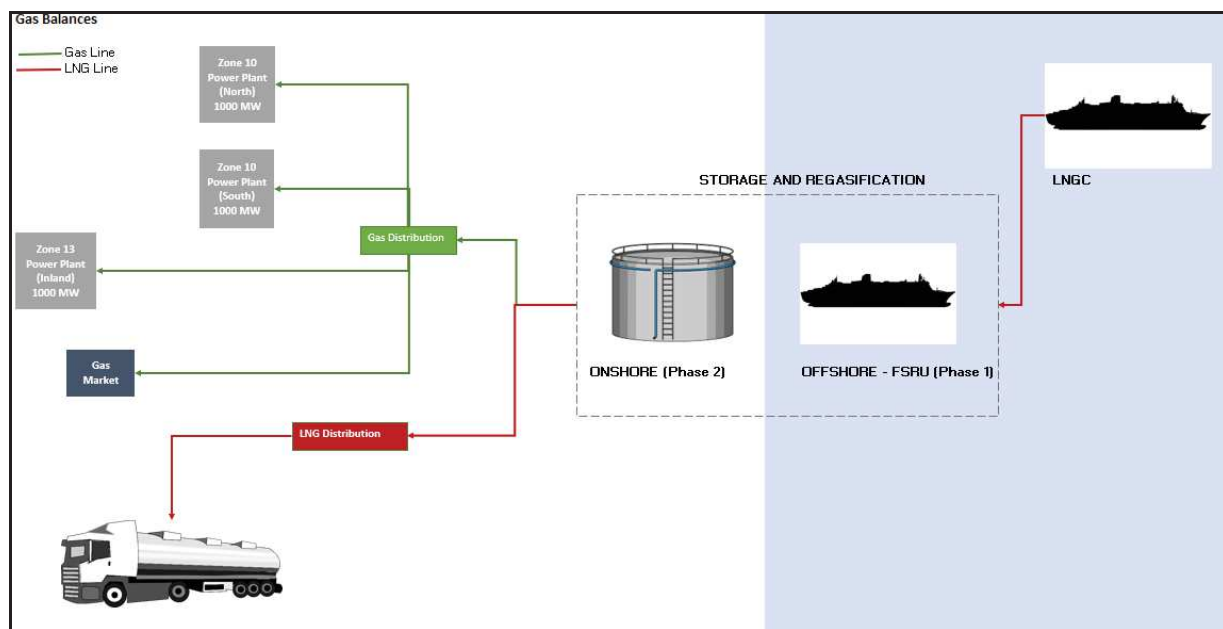 Gas Balances
Gas Line
LNG Line
Zone 10
Power Plant
(North)
1000 MW
Zone 10
Power Plant
(South)
1000 MW
STORAGE AND REGASIFICATION
LNGC
Gas Distribution
Zone 13
Power Plant
(Inland)
1000 MW
Gas
Market
ONSHORE (Phase 2)
OFFSHORE - FSRU (Phase 1)
LNG Distribution